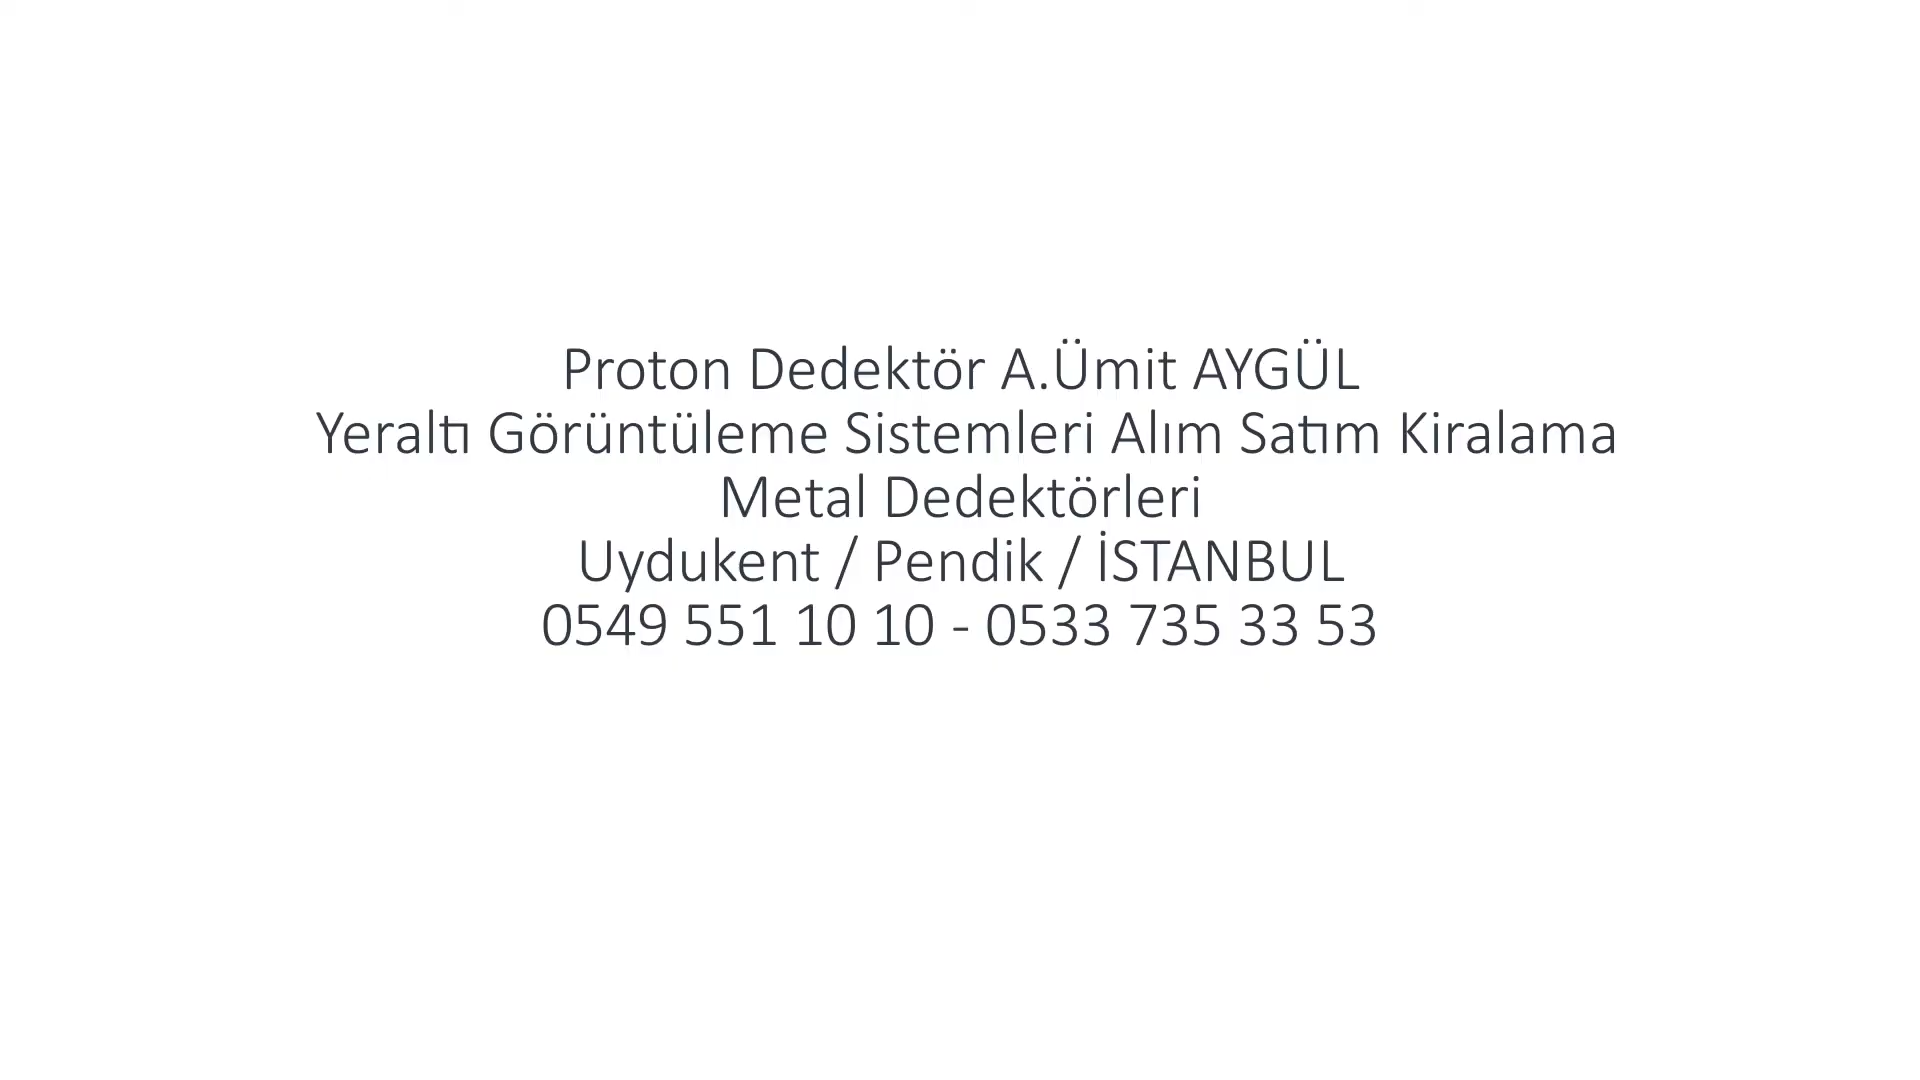 Proton Dedektör A.Ümit AYGÜL
Yeraltı Görüntüleme Sistemleri Alım Satım Kiralama
Metal Dedektörleri
Uydukent / Pendik / İSTANBUL
0549 551 10 10 - 0533 735 33 53